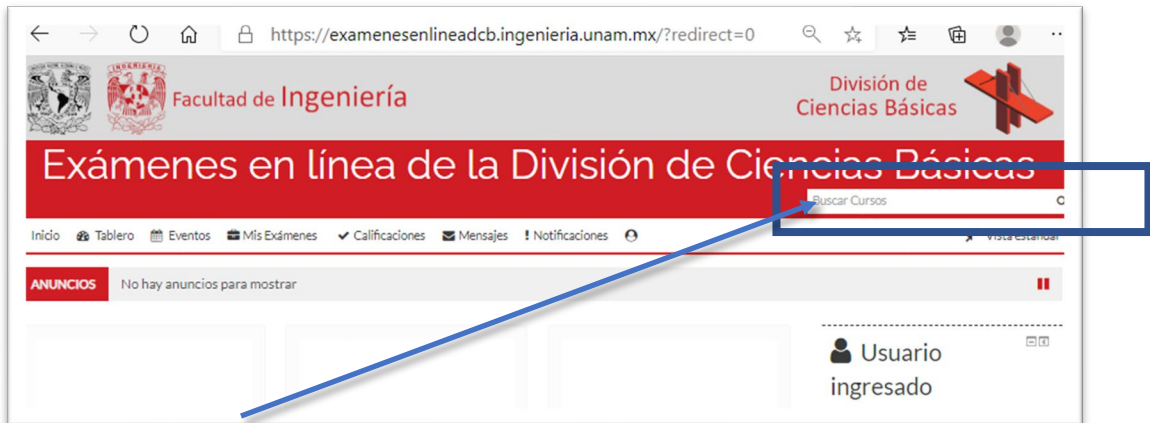 https://examenesenlineadcb.ingenieria.unam.mx/?redirect=0
INGENIERIA
Facultad de Ingeniería
División de
Ciencias Básicas
Exámenes en línea de la División de Ciencias Básicas
Buscar Cursos
Inicio Tablero Eventos Mis Exámenes Calificaciones Mensajes Notificaciones
Vista estándar
ANUNCIOS No hay anuncios para mostrar
Usuario
ingresado